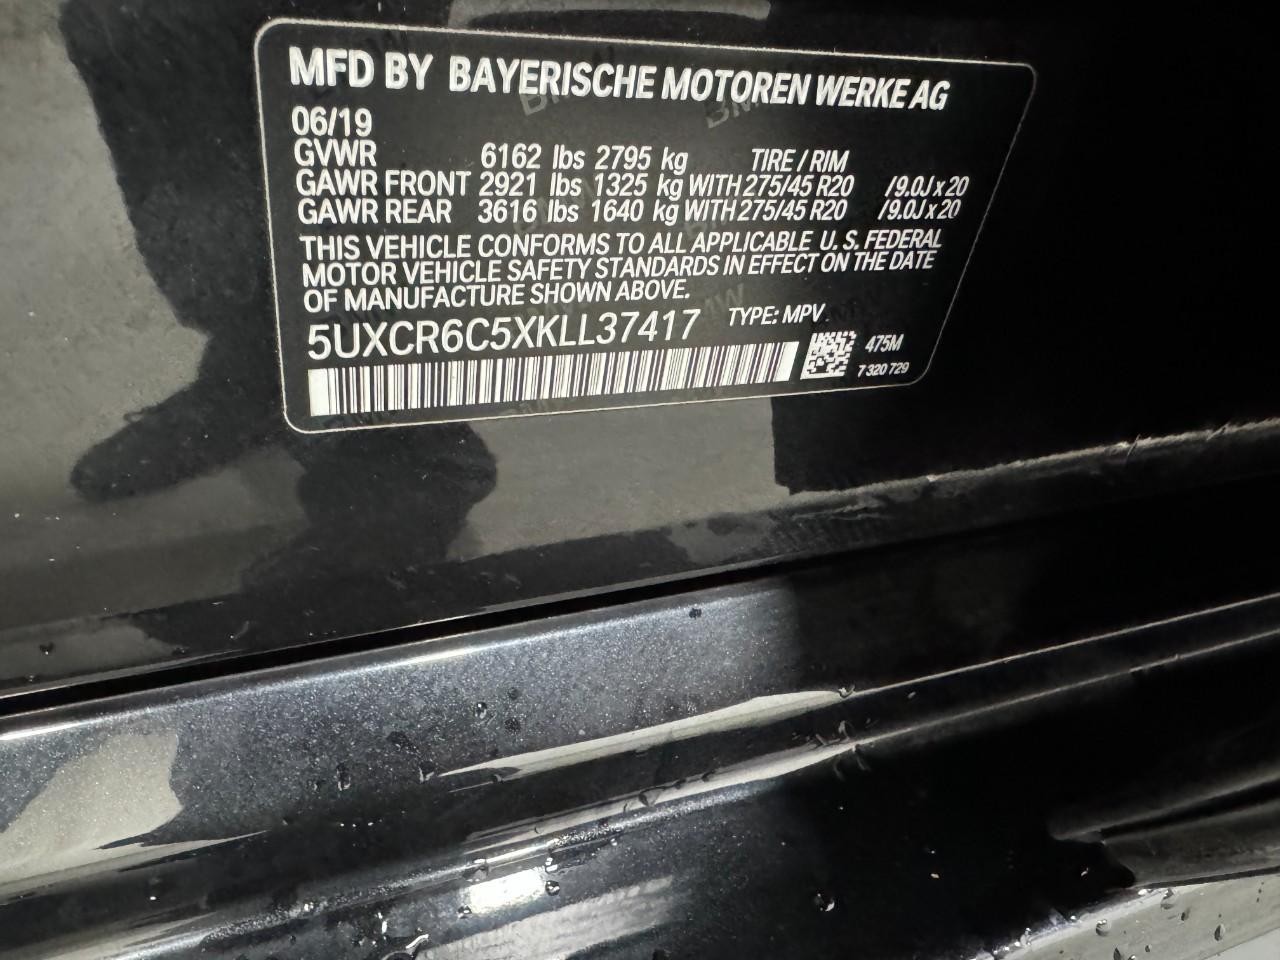 MFD BY BAYERISCHE MOTOREN WERKE AG
06/19
GVWR 6162 lbs 2795 kg TIRE / RIM
GAWR FRONT 2921 lbs 1325 kg WITH 275/45 R20 /9.0J x 20
GAWR REAR 3616 lbs 1640 kg WITH 275/45 R20 /9.0J x 20
THIS VEHICLE CONFORMS TO ALL APPLICABLE U. S. FEDERAL
MOTOR VEHICLE SAFETY STANDARDS IN EFFECT ON THE DATE
OF MANUFACTURE SHOWN ABOVE.
5UXCR6C5XKLL37417 TYPE: MPV
475M
7 320 729